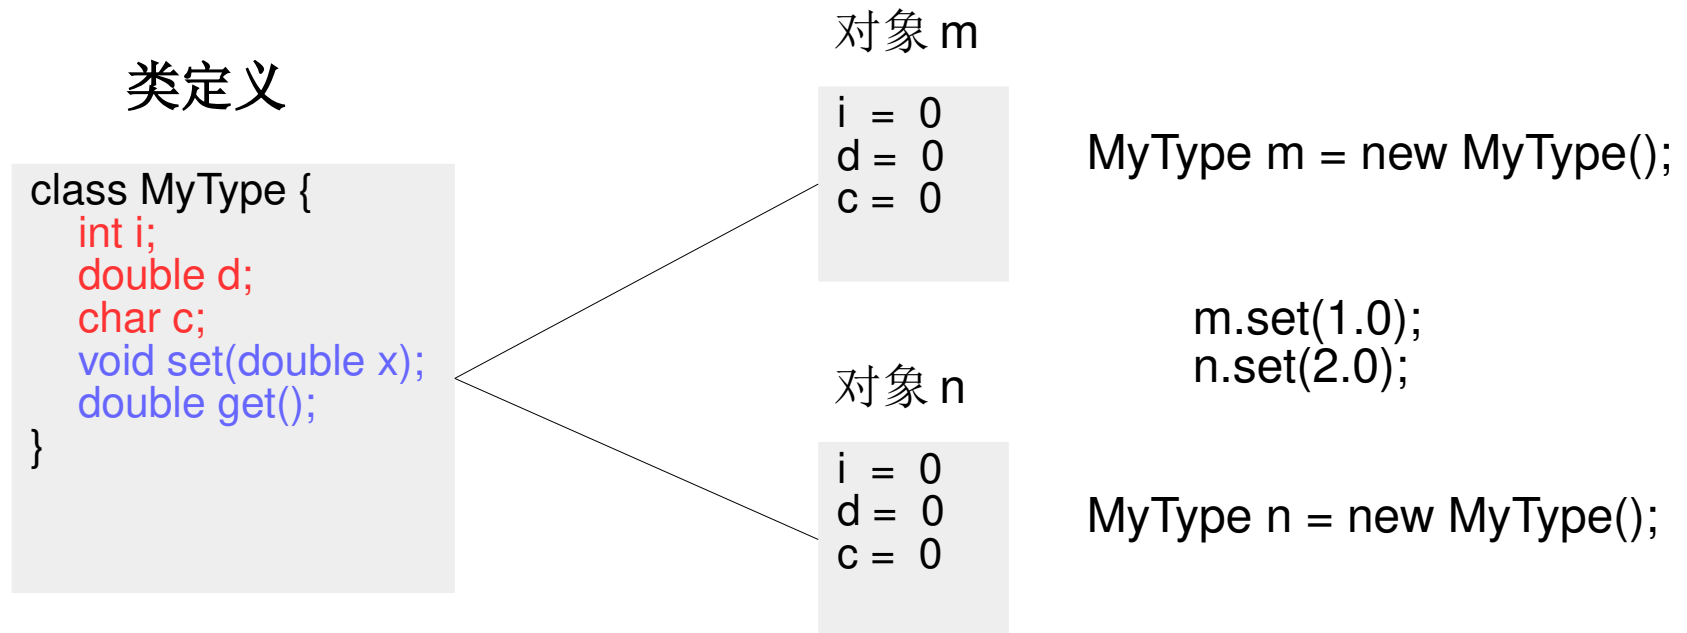 类定义
class MyType {
int i;
double d;
char c;
void set(double x);
double get();
}
对象 m
i = 0
d = 0
c = 0
MyType m = new MyType();
m.set(1.0);
n.set(2.0);
对象 n
i = 0
d = 0
c = 0
MyType n = new MyType();